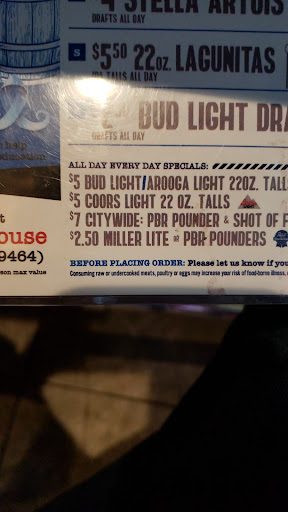 $4 STELLA ARTOIS
DRAFTS ALL DAY
S
$5.50 22oz. LAGUNITAS
IPA TALLS ALL DAY
BUD LIGHT DRA
DRAFTS ALL DAY
help
ALL DAY EVERY DAY SPECIALS:
$5 BUD LIGHT/AROOGA LIGHT 22OZ. TALL
$5 COORS LIGHT 22 OZ. TALLS
$7 CITYWIDE: PBR POUNDER & SHOT OF F
$2.50 MILLER LITE or PBR POUNDERS
ouse
9464)
son max value
BEFORE PLACING ORDER: Please let us know if you
Consuming raw or undercooked meats, poultry or eggs may increase your risk of food-borne illness,